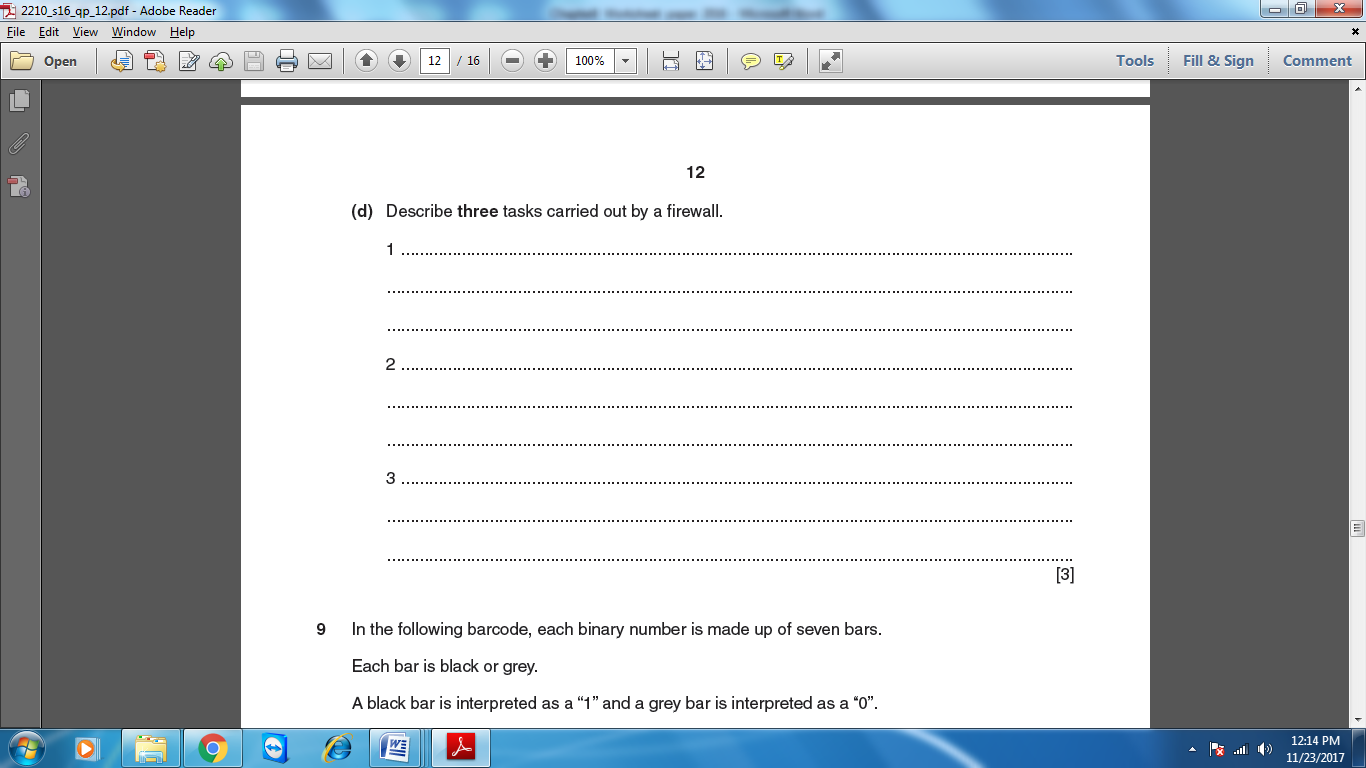 2210_s16_qp_12.pdf - Adobe Reader
File Edit View Window Help
Open 12 / 16 100% Tools Fill & Sign Comment
12
(d) Describe three tasks carried out by a firewall.
1 ....................................................................................................
....................................................................................................
....................................................................................................
2 ....................................................................................................
....................................................................................................
....................................................................................................
3 ....................................................................................................
....................................................................................................
....................................................................................................
[3]
9 In the following barcode, each binary number is made up of seven bars.
Each bar is black or grey.
A black bar is interpreted as a “1” and a grey bar is interpreted as a “0”.
12:14 PM
11/23/2017